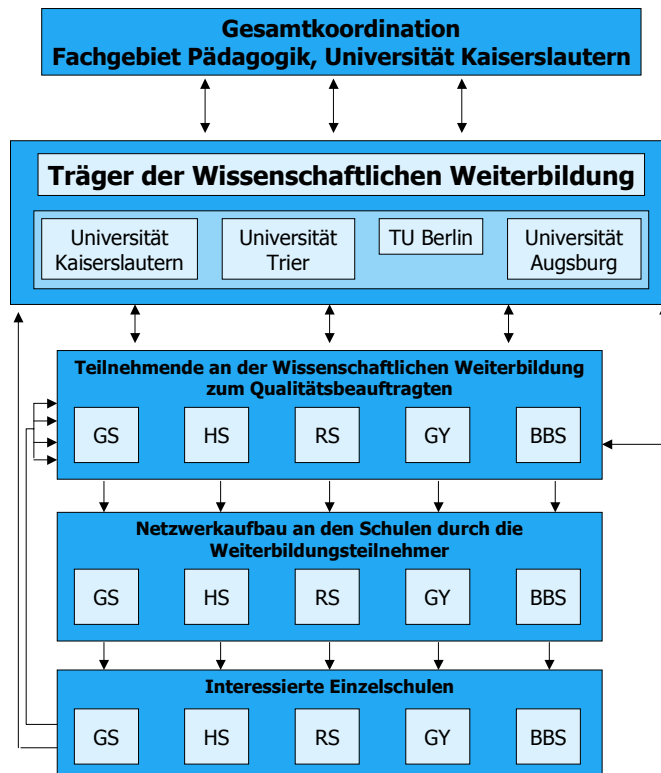 Gesamtkoordination
Fachgebiet Pädagogik, Universität Kaiserslautern
Träger der Wissenschaftlichen Weiterbildung
Universität
Kaiserslautern
Universität
Trier
TU Berlin
Universität
Augsburg
Teilnehmende an der Wissenschaftlichen Weiterbildung
zum Qualitätsbeauftragten
GS HS RS GY BBS
Netzwerkaufbau an den Schulen durch die
Weiterbildungsteilnehmer
GS HS RS GY BBS
Interessierte Einzelschulen
GS HS RS GY BBS